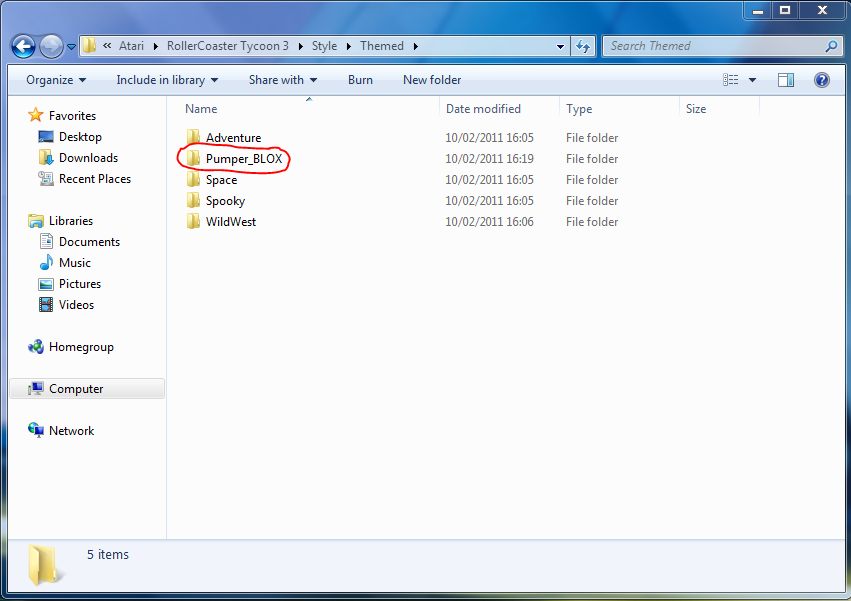 « Atari ▸ RollerCoaster Tycoon 3 ▸ Style ▸ Themed ▸ Search Themed
Organize Include in library Share with Burn New folder
Favorites
Desktop
Downloads
Recent Places
Libraries
Documents
Music
Pictures
Videos
Homegroup
Computer
Network
Name Date modified Type Size
Adventure 10/02/2011 16:05 File folder
Pumper_BLOX 10/02/2011 16:19 File folder
Space 10/02/2011 16:05 File folder
Spooky 10/02/2011 16:05 File folder
WildWest 10/02/2011 16:06 File folder
5 items